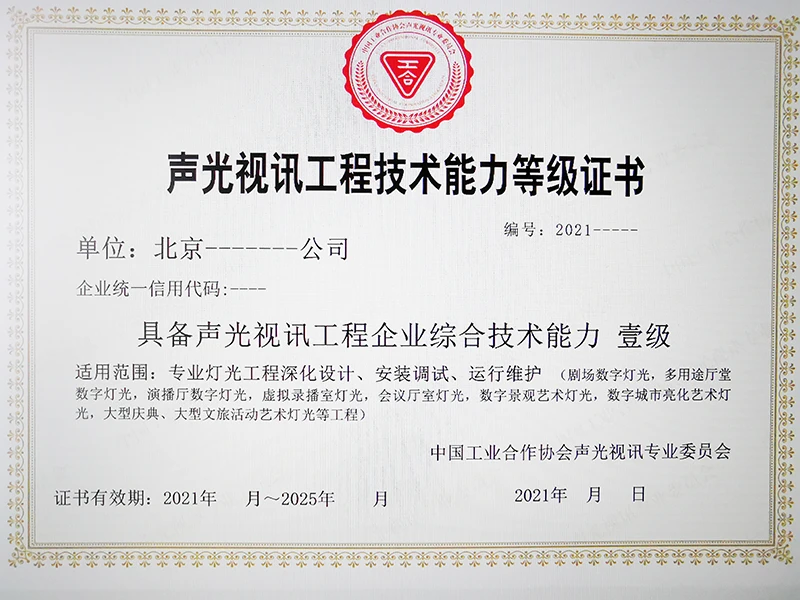 中国工业合作协会声光视讯专业委员会
工合
声光视讯工程技术能力等级证书
编号：2021-----
单位：北京-------公司
企业统一信用代码:----
具备声光视讯工程企业综合技术能力 壹级
适用范围：专业灯光工程深化设计、安装调试、运行维护（剧场数字灯光，多用途厅堂
数字灯光，演播厅数字灯光，虚拟录播室灯光，会议厅室灯光，数字景观艺术灯光，数字城市亮化艺术灯
光，大型庆典、大型文旅活动艺术灯光等工程）
中国工业合作协会声光视讯专业委员会
证书有效期：2021年 月～2025年 月
2021年 月 日